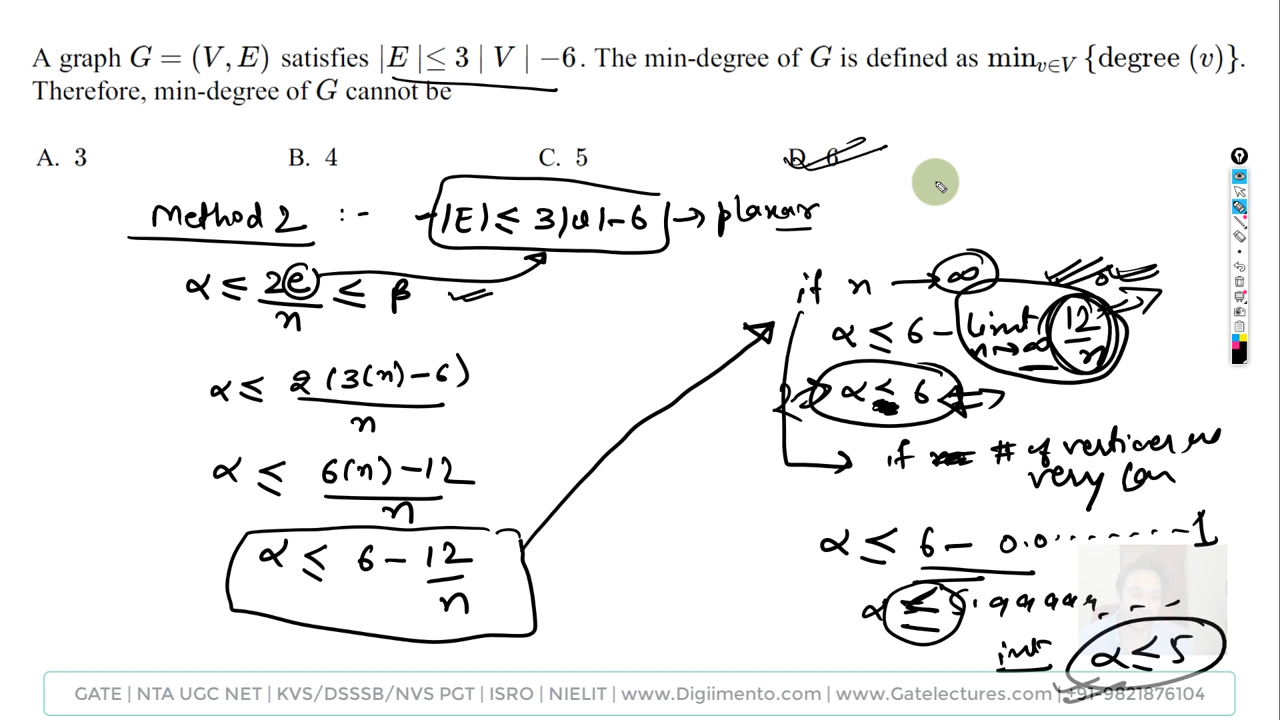 A graph G = (V, E) satisfies |E| ≤ 3 | V | −6. The min-degree of G is defined as min_{v∈V} {degree (v)}.
Therefore, min-degree of G cannot be
A. 3 B. 4 C. 5 D. 6
Method 2 :- |E| ≤ 3|v|-6 → planar
α ≤ 2e/n ≤ β
α ≤ 2(3(n)-6)/n
α ≤ 6(n)-12/n
α ≤ 6 - 12/n
if n → ∞
α ≤ 6 - Limit n→∞ 12/n
α ≤ 6
if # of vertices
very
α ≤ 6 - 0.0.......1
α ≤ 5.9999...
int α ≤ 5
GATE | NTA UGC NET | KVS/DSSSB/NVS PGT | ISRO | NIELIT | www.Digiimento.com | www.Gatelectures.com | +91-9821876104